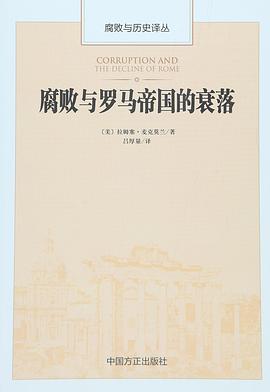 腐败与历史译丛
CORRUPTION AND
THE DECLINE OF ROME
腐败与罗马帝国的衰落
〔美〕拉姆塞·麦克莫兰/著
吕厚量/译
中国方正出版社